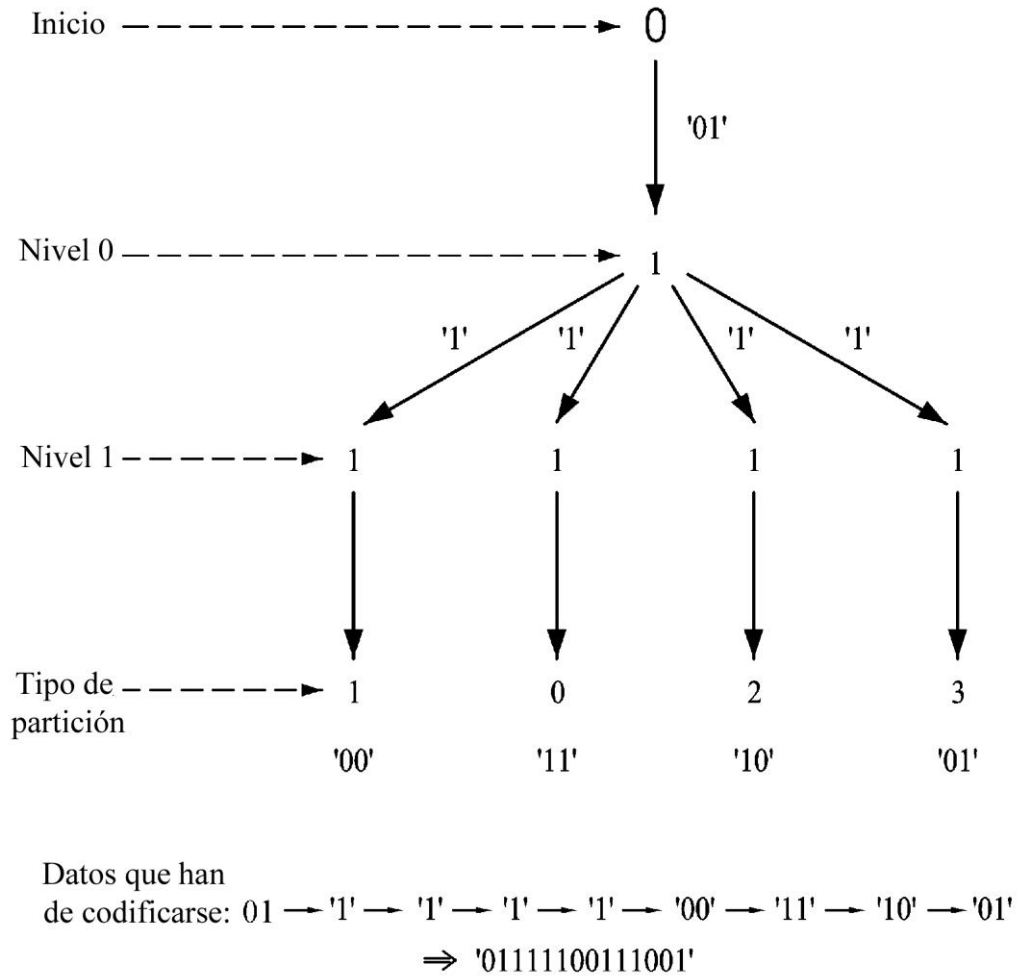 Inicio 0
'01'
Nivel 0 1
'1' '1' '1' '1'
Nivel 1 1 1 1 1
Tipo de
partición 1 0 2 3
'00' '11' '10' '01'
Datos que han
de codificarse: 01 → '1' → '1' → '1' → '1' → '00' → '11' → '10' → '01'
⇒ '01111100111001'